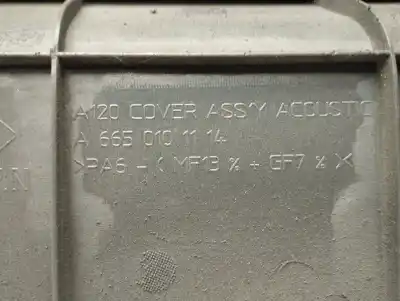 A120 COVER ASS'Y ACOUSTIC
A 665 010 11 14
>PA6 - ( MF13 % + GF7 % X